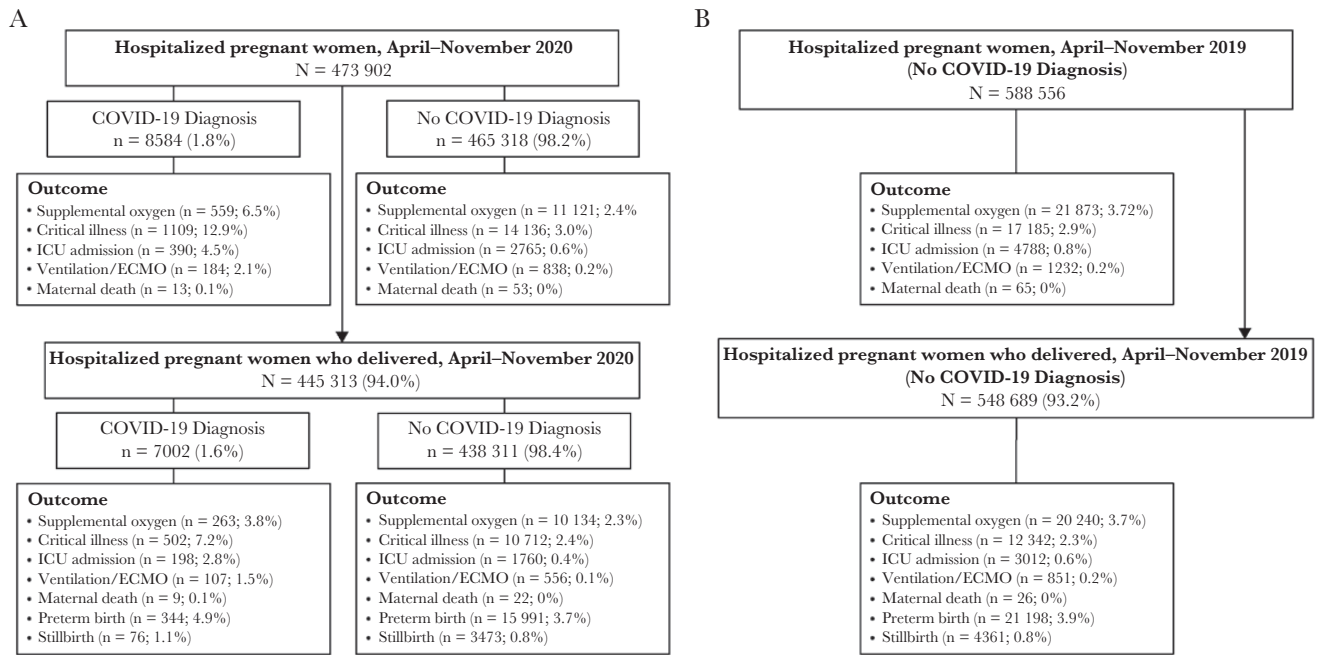 A
Hospitalized pregnant women, April–November 2020
N = 473 902
COVID-19 Diagnosis
n = 8584 (1.8%)
No COVID-19 Diagnosis
n = 465 318 (98.2%)
Outcome
• Supplemental oxygen (n = 559; 6.5%)
• Critical illness (n = 1109; 12.9%)
• ICU admission (n = 390; 4.5%)
• Ventilation/ECMO (n = 184; 2.1%)
• Maternal death (n = 13; 0.1%)
Outcome
• Supplemental oxygen (n = 11 121; 2.4%
• Critical illness (n = 14 136; 3.0%)
• ICU admission (n = 2765; 0.6%)
• Ventilation/ECMO (n = 838; 0.2%)
• Maternal death (n = 53; 0%)
Hospitalized pregnant women who delivered, April–November 2020
N = 445 313 (94.0%)
COVID-19 Diagnosis
n = 7002 (1.6%)
No COVID-19 Diagnosis
n = 438 311 (98.4%)
Outcome
• Supplemental oxygen (n = 263; 3.8%)
• Critical illness (n = 502; 7.2%)
• ICU admission (n = 198; 2.8%)
• Ventilation/ECMO (n = 107; 1.5%)
• Maternal death (n = 9; 0.1%)
• Preterm birth (n = 344; 4.9%)
• Stillbirth (n = 76; 1.1%)
Outcome
• Supplemental oxygen (n = 10 134; 2.3%)
• Critical illness (n = 10 712; 2.4%)
• ICU admission (n = 1760; 0.4%)
• Ventilation/ECMO (n = 556; 0.1%)
• Maternal death (n = 22; 0%)
• Preterm birth (n = 15 991; 3.7%)
• Stillbirth (n = 3473; 0.8%)
B
Hospitalized pregnant women, April–November 2019
(No COVID-19 Diagnosis)
N = 588 556
Outcome
• Supplemental oxygen (n = 21 873; 3.72%)
• Critical illness (n = 17 185; 2.9%)
• ICU admission (n = 4788; 0.8%)
• Ventilation/ECMO (n = 1232; 0.2%)
• Maternal death (n = 65; 0%)
Hospitalized pregnant women who delivered, April–November 2019
(No COVID-19 Diagnosis)
N = 548 689 (93.2%)
Outcome
• Supplemental oxygen (n = 20 240; 3.7%)
• Critical illness (n = 12 342; 2.3%)
• ICU admission (n = 3012; 0.6%)
• Ventilation/ECMO (n = 851; 0.2%)
• Maternal death (n = 26; 0%)
• Preterm birth (n = 21 198; 3.9%)
• Stillbirth (n = 4361; 0.8%)